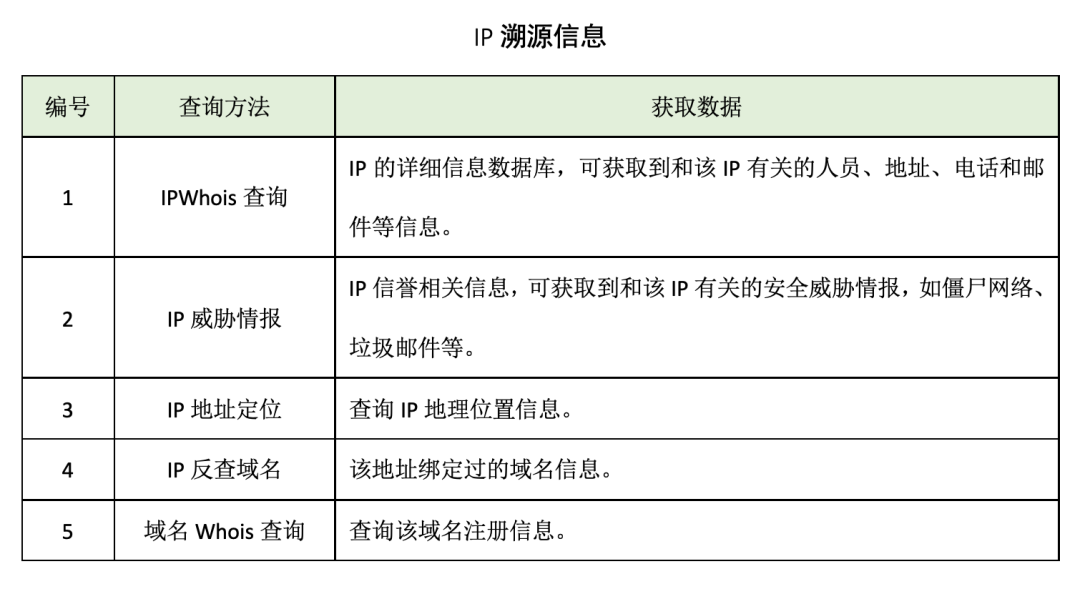 IP 溯源信息
编号 查询方法 获取数据
1 IPWhois 查询 IP 的详细信息数据库，可获取到和该 IP 有关的人员、地址、电话和邮
件等信息。
2 IP 威胁情报 IP 信誉相关信息，可获取到和该 IP 有关的安全威胁情报，如僵尸网络、
垃圾邮件等。
3 IP 地址定位 查询 IP 地理位置信息。
4 IP 反查域名 该地址绑定过的域名信息。
5 域名 Whois 查询 查询该域名注册信息。